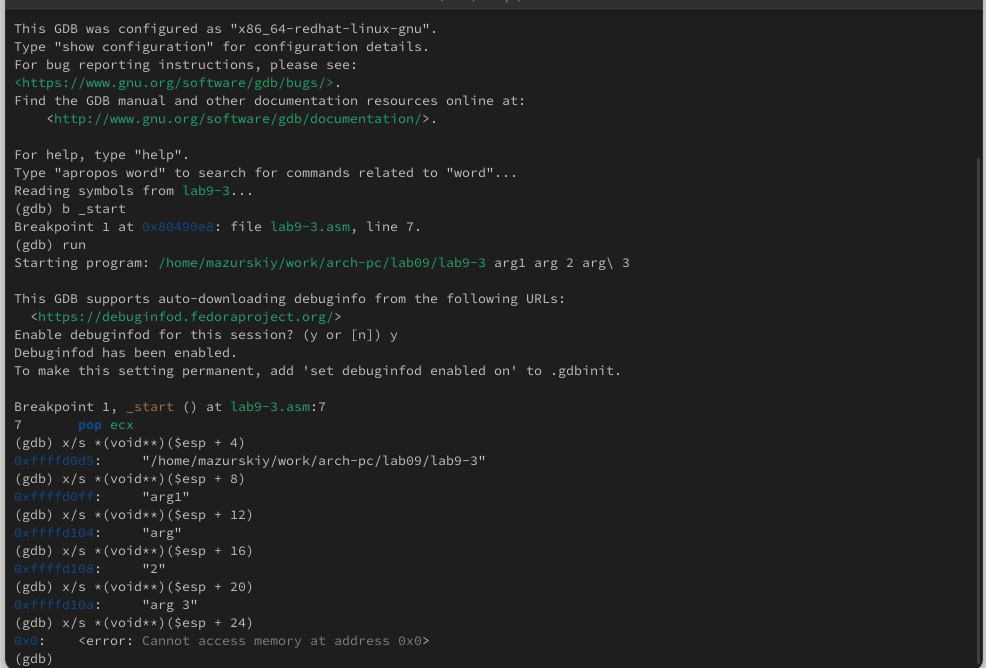 This GDB was configured as "x86_64-redhat-linux-gnu".
Type "show configuration" for configuration details.
For bug reporting instructions, please see:
<https://www.gnu.org/software/gdb/bugs/>.
Find the GDB manual and other documentation resources online at:
    <http://www.gnu.org/software/gdb/documentation/>.

For help, type "help".
Type "apropos word" to search for commands related to "word"...
Reading symbols from lab9-3...
(gdb) b _start
Breakpoint 1 at 0x80490e8: file lab9-3.asm, line 7.
(gdb) run
Starting program: /home/mazurskiy/work/arch-pc/lab09/lab9-3 arg1 arg 2 arg\ 3

This GDB supports auto-downloading debuginfo from the following URLs:
  <https://debuginfod.fedoraproject.org/>
Enable debuginfod for this session? (y or [n]) y
Debuginfod has been enabled.
To make this setting permanent, add 'set debuginfod enabled on' to .gdbinit.

Breakpoint 1, _start () at lab9-3.asm:7
7       pop ecx
(gdb) x/s *(void**)($esp + 4)
0xffffd0d5:     "/home/mazurskiy/work/arch-pc/lab09/lab9-3"
(gdb) x/s *(void**)($esp + 8)
0xffffd0ff:     "arg1"
(gdb) x/s *(void**)($esp + 12)
0xffffd104:     "arg"
(gdb) x/s *(void**)($esp + 16)
0xffffd108:     "2"
(gdb) x/s *(void**)($esp + 20)
0xffffd10a:     "arg 3"
(gdb) x/s *(void**)($esp + 24)
0x0:    <error: Cannot access memory at address 0x0>
(gdb)